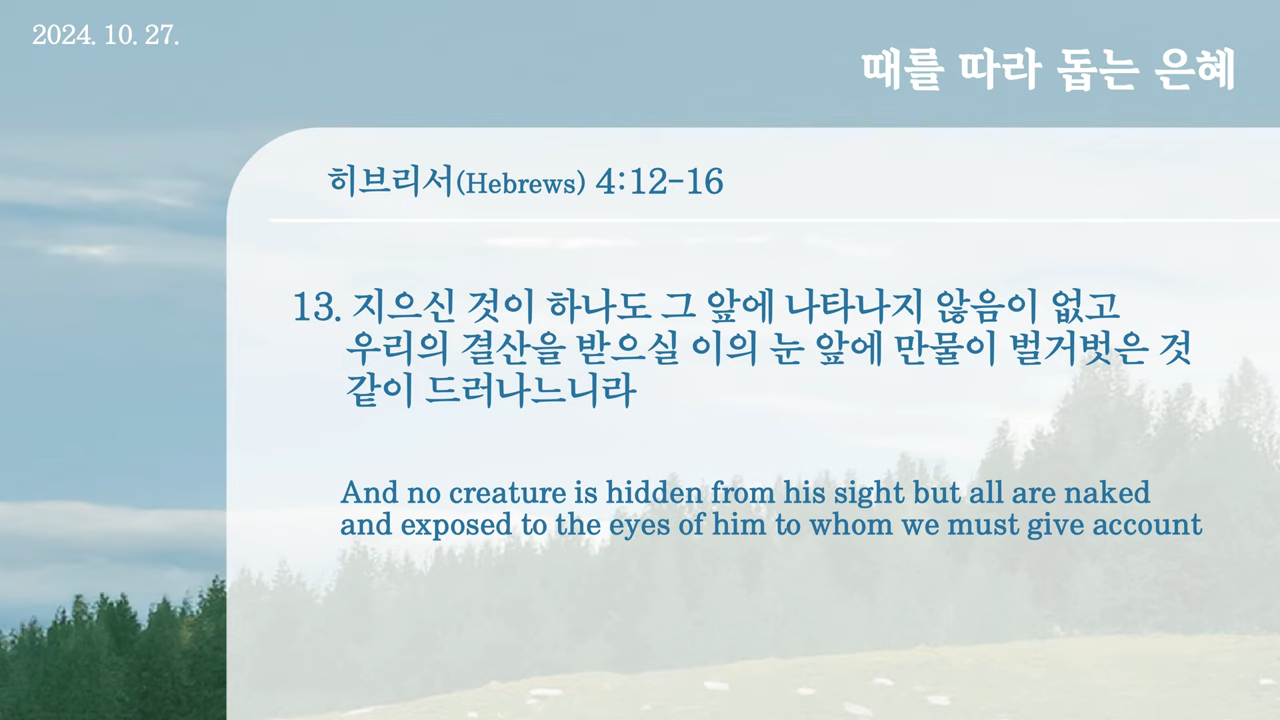 2024. 10. 27.
때를 따라 돕는 은혜
히브리서(Hebrews) 4:12-16
13. 지으신 것이 하나도 그 앞에 나타나지 않음이 없고
우리의 결산을 받으실 이의 눈 앞에 만물이 벌거벗은 것
같이 드러나느니라
And no creature is hidden from his sight but all are naked
and exposed to the eyes of him to whom we must give account